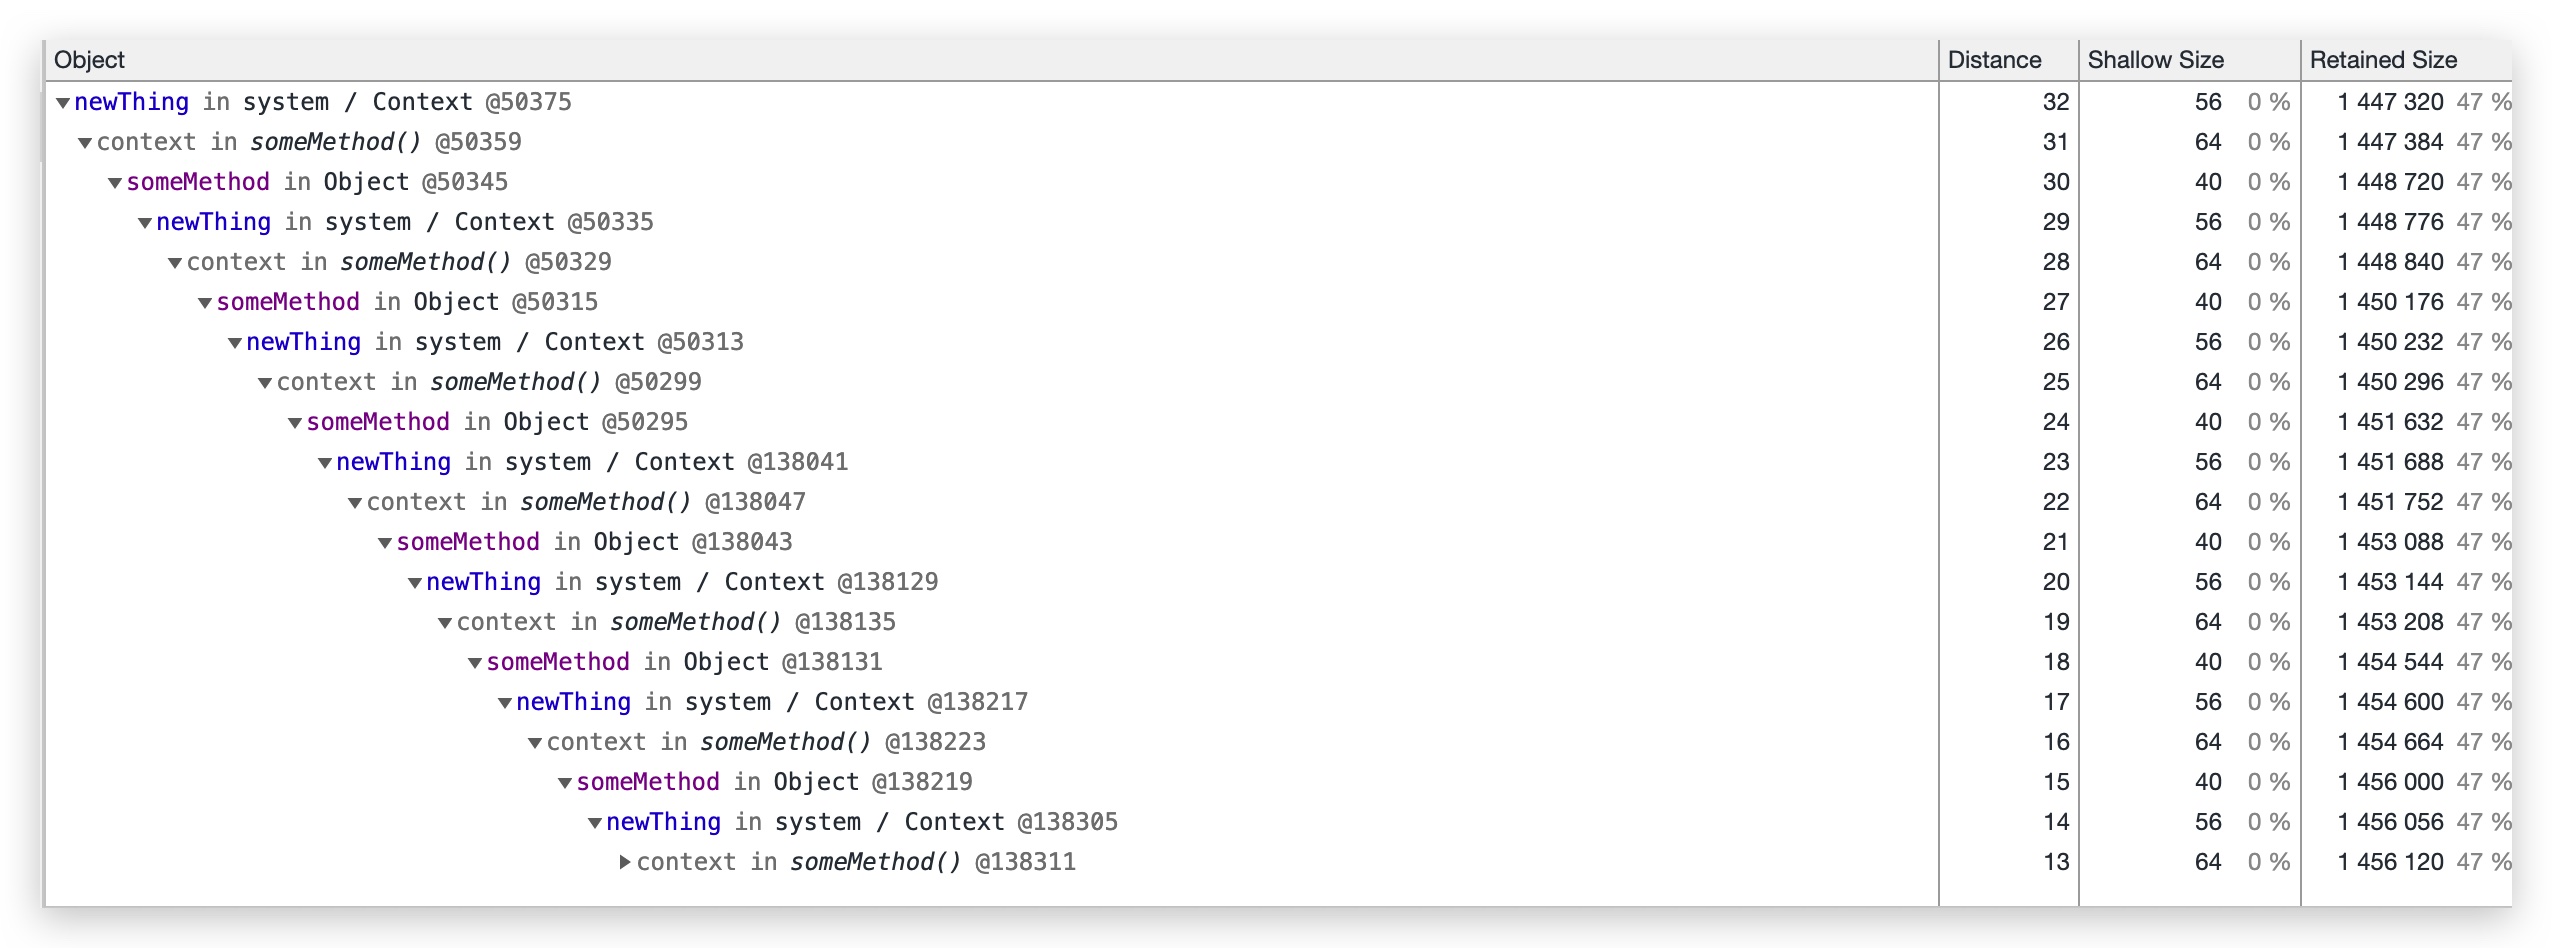 Object Distance Shallow Size Retained Size
▼newThing in system / Context @50375 32 56 0 % 1 447 320 47 %
▼context in someMethod() @50359 31 64 0 % 1 447 384 47 %
▼someMethod in Object @50345 30 40 0 % 1 448 720 47 %
▼newThing in system / Context @50335 29 56 0 % 1 448 776 47 %
▼context in someMethod() @50329 28 64 0 % 1 448 840 47 %
▼someMethod in Object @50315 27 40 0 % 1 450 176 47 %
▼newThing in system / Context @50313 26 56 0 % 1 450 232 47 %
▼context in someMethod() @50299 25 64 0 % 1 450 296 47 %
▼someMethod in Object @50295 24 40 0 % 1 451 632 47 %
▼newThing in system / Context @138041 23 56 0 % 1 451 688 47 %
▼context in someMethod() @138047 22 64 0 % 1 451 752 47 %
▼someMethod in Object @138043 21 40 0 % 1 453 088 47 %
▼newThing in system / Context @138129 20 56 0 % 1 453 144 47 %
▼context in someMethod() @138135 19 64 0 % 1 453 208 47 %
▼someMethod in Object @138131 18 40 0 % 1 454 544 47 %
▼newThing in system / Context @138217 17 56 0 % 1 454 600 47 %
▼context in someMethod() @138223 16 64 0 % 1 454 664 47 %
▼someMethod in Object @138219 15 40 0 % 1 456 000 47 %
▼newThing in system / Context @138305 14 56 0 % 1 456 056 47 %
▶context in someMethod() @138311 13 64 0 % 1 456 120 47 %